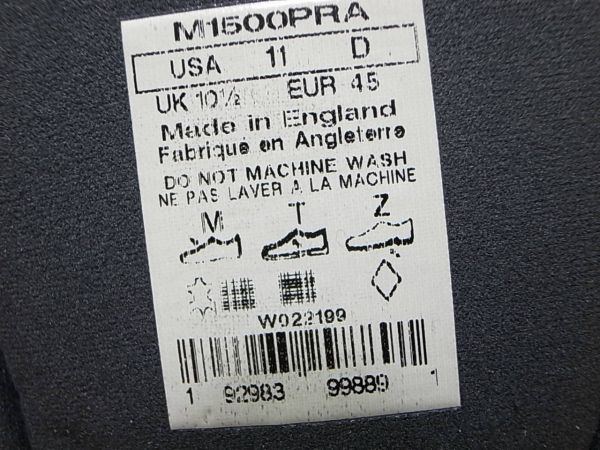 M1500PRA
USA 11 D
UK 10½ EUR 45
Made in England
Fabrique en Angleterre
DO NOT MACHINE WASH
NE PAS LAVER A LA MACHINE
M T Z
W022199
1 92983 99889 1